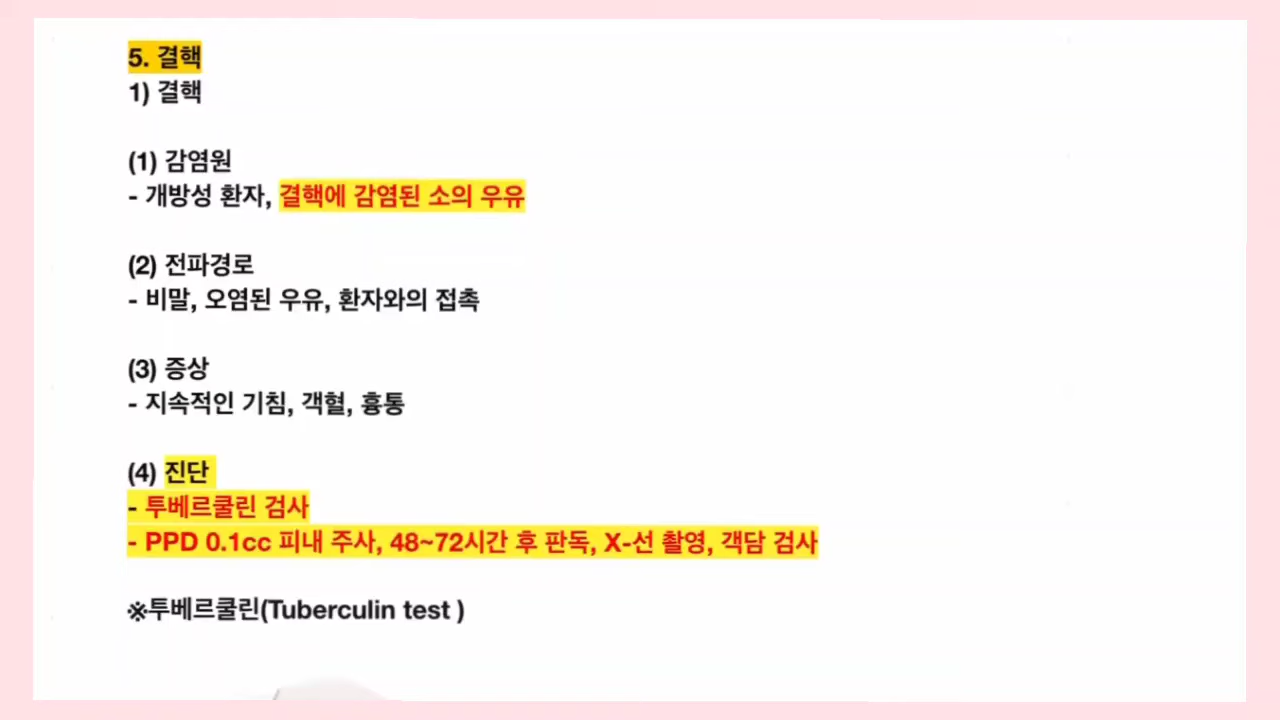 5. 결핵
1) 결핵
(1) 감염원
- 개방성 환자, 결핵에 감염된 소의 우유
(2) 전파경로
- 비말, 오염된 우유, 환자와의 접촉
(3) 증상
- 지속적인 기침, 객혈, 흉통
(4) 진단
- 투베르쿨린 검사
- PPD 0.1cc 피내 주사, 48~72시간 후 판독, X-선 촬영, 객담 검사
※투베르쿨린(Tuberculin test )